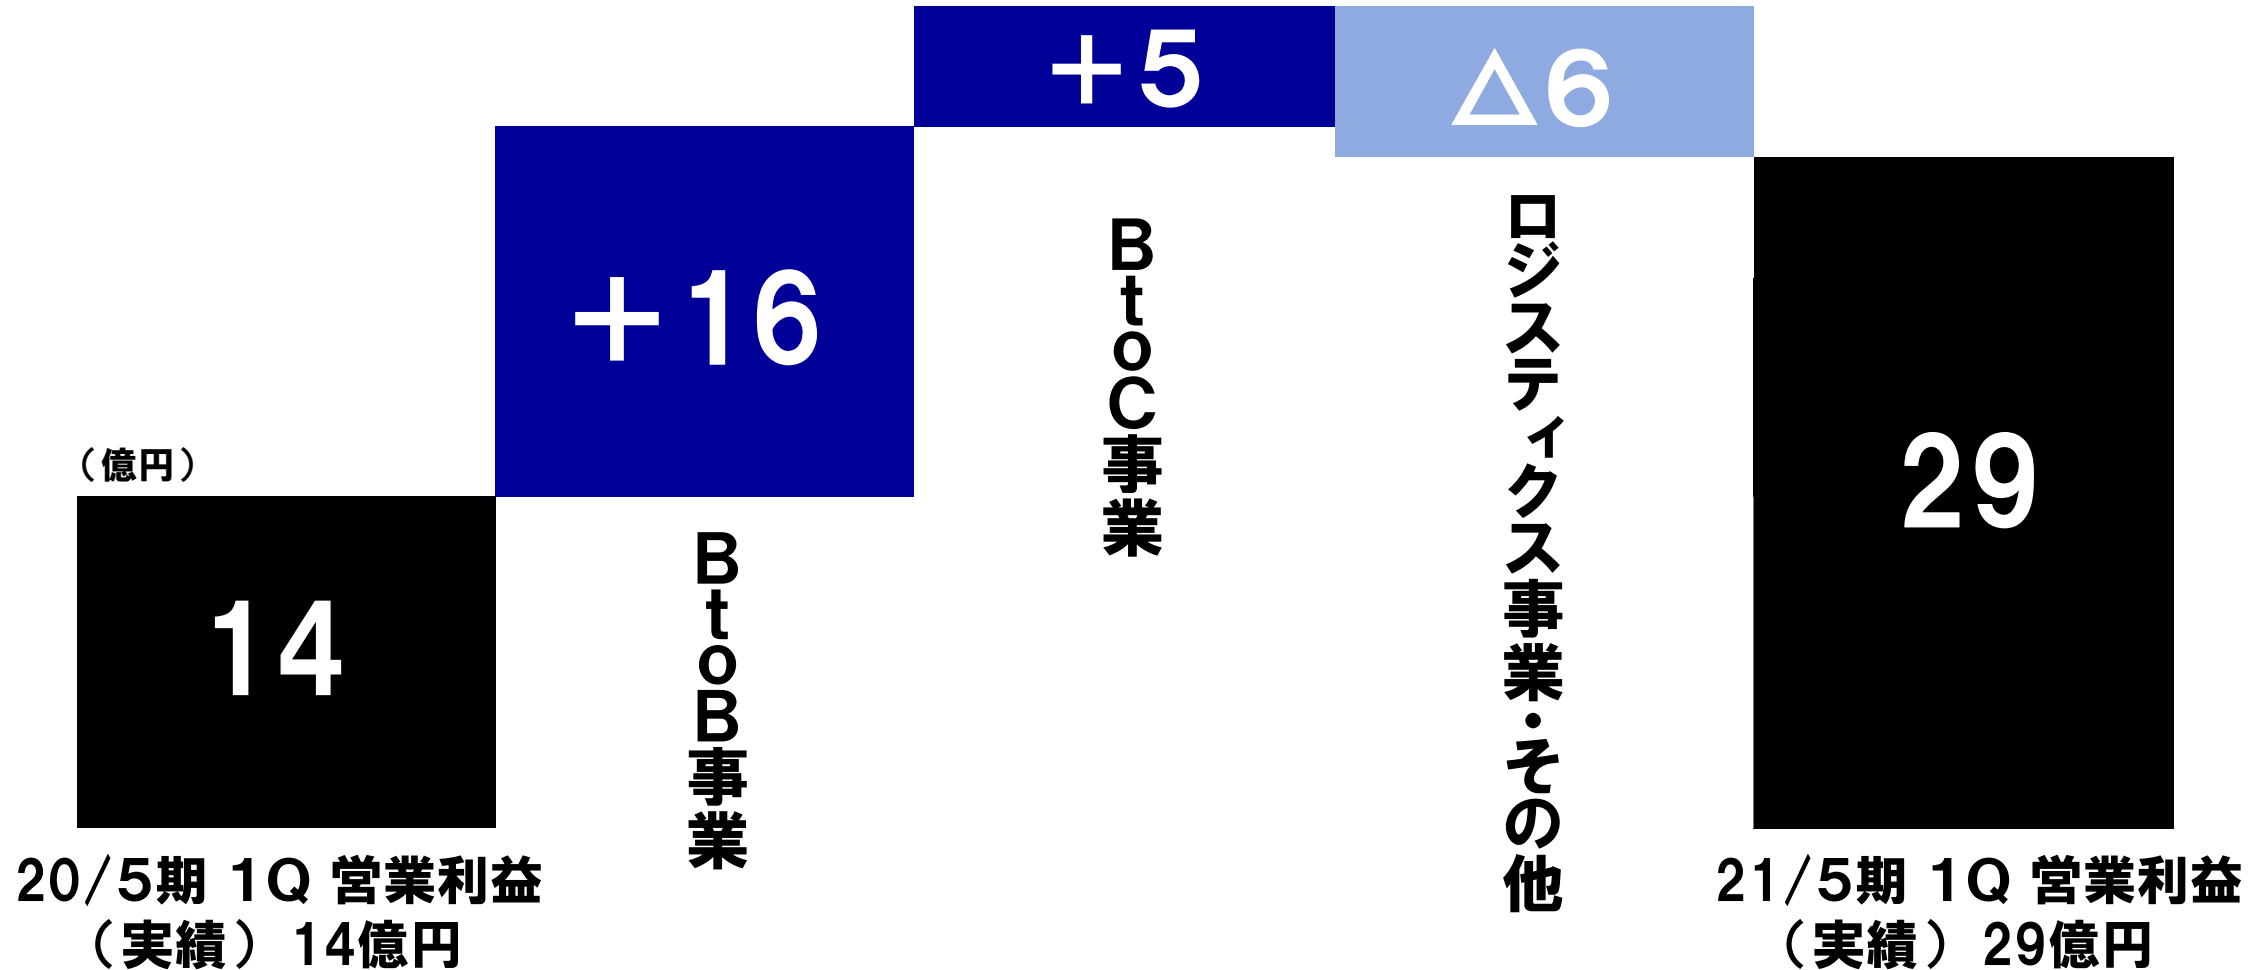 （億円）
14
20/5期 1Q 営業利益
（実績）14億円
＋16
BtoB事業
＋5
BtoC事業
△6
ロジスティクス事業・その他
29
21/5期 1Q 営業利益
（実績）29億円